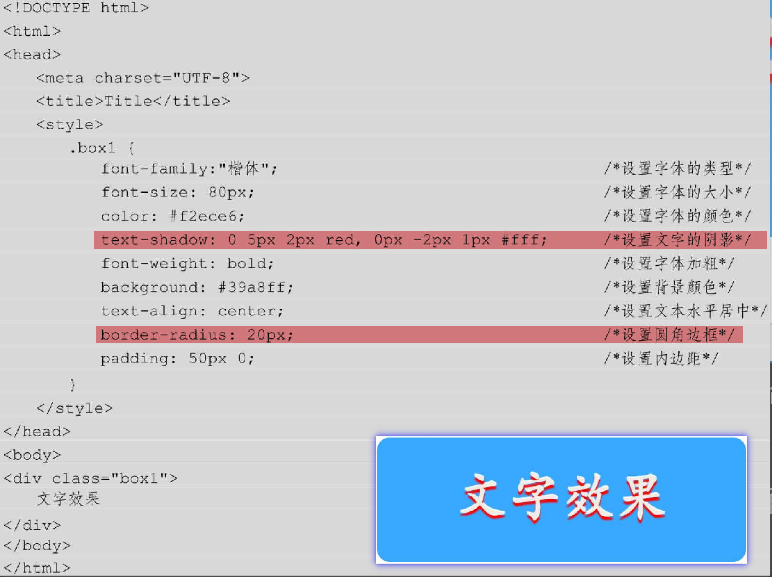 <!DOCTYPE html>
<html>
<head>
<meta charset="UTF-8">
<title>Title</title>
<style>
.box1 {
font-family:"楷体"; /*设置字体的类型*/
font-size: 80px; /*设置字体的大小*/
color: #f2ece6; /*设置字体的颜色*/
text-shadow: 0 5px 2px red, 0px -2px 1px #fff; /*设置文字的阴影*/
font-weight: bold; /*设置字体加粗*/
background: #39a8ff; /*设置背景颜色*/
text-align: center; /*设置文本水平居中*/
border-radius: 20px; /*设置圆角边框*/
padding: 50px 0; /*设置内边距*/
}
</style>
</head>
<body>
<div class="box1">
文字效果
</div>
</body>
</html>
文字效果